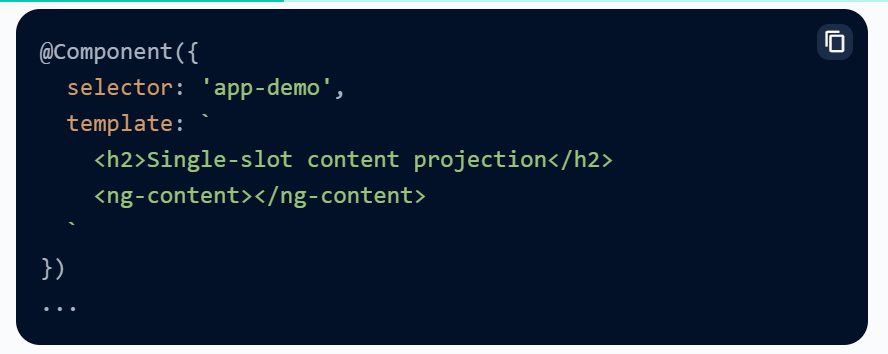 @Component({
  selector: 'app-demo',
  template: `
    <h2>Single-slot content projection</h2>
    <ng-content></ng-content>
  `
})
...